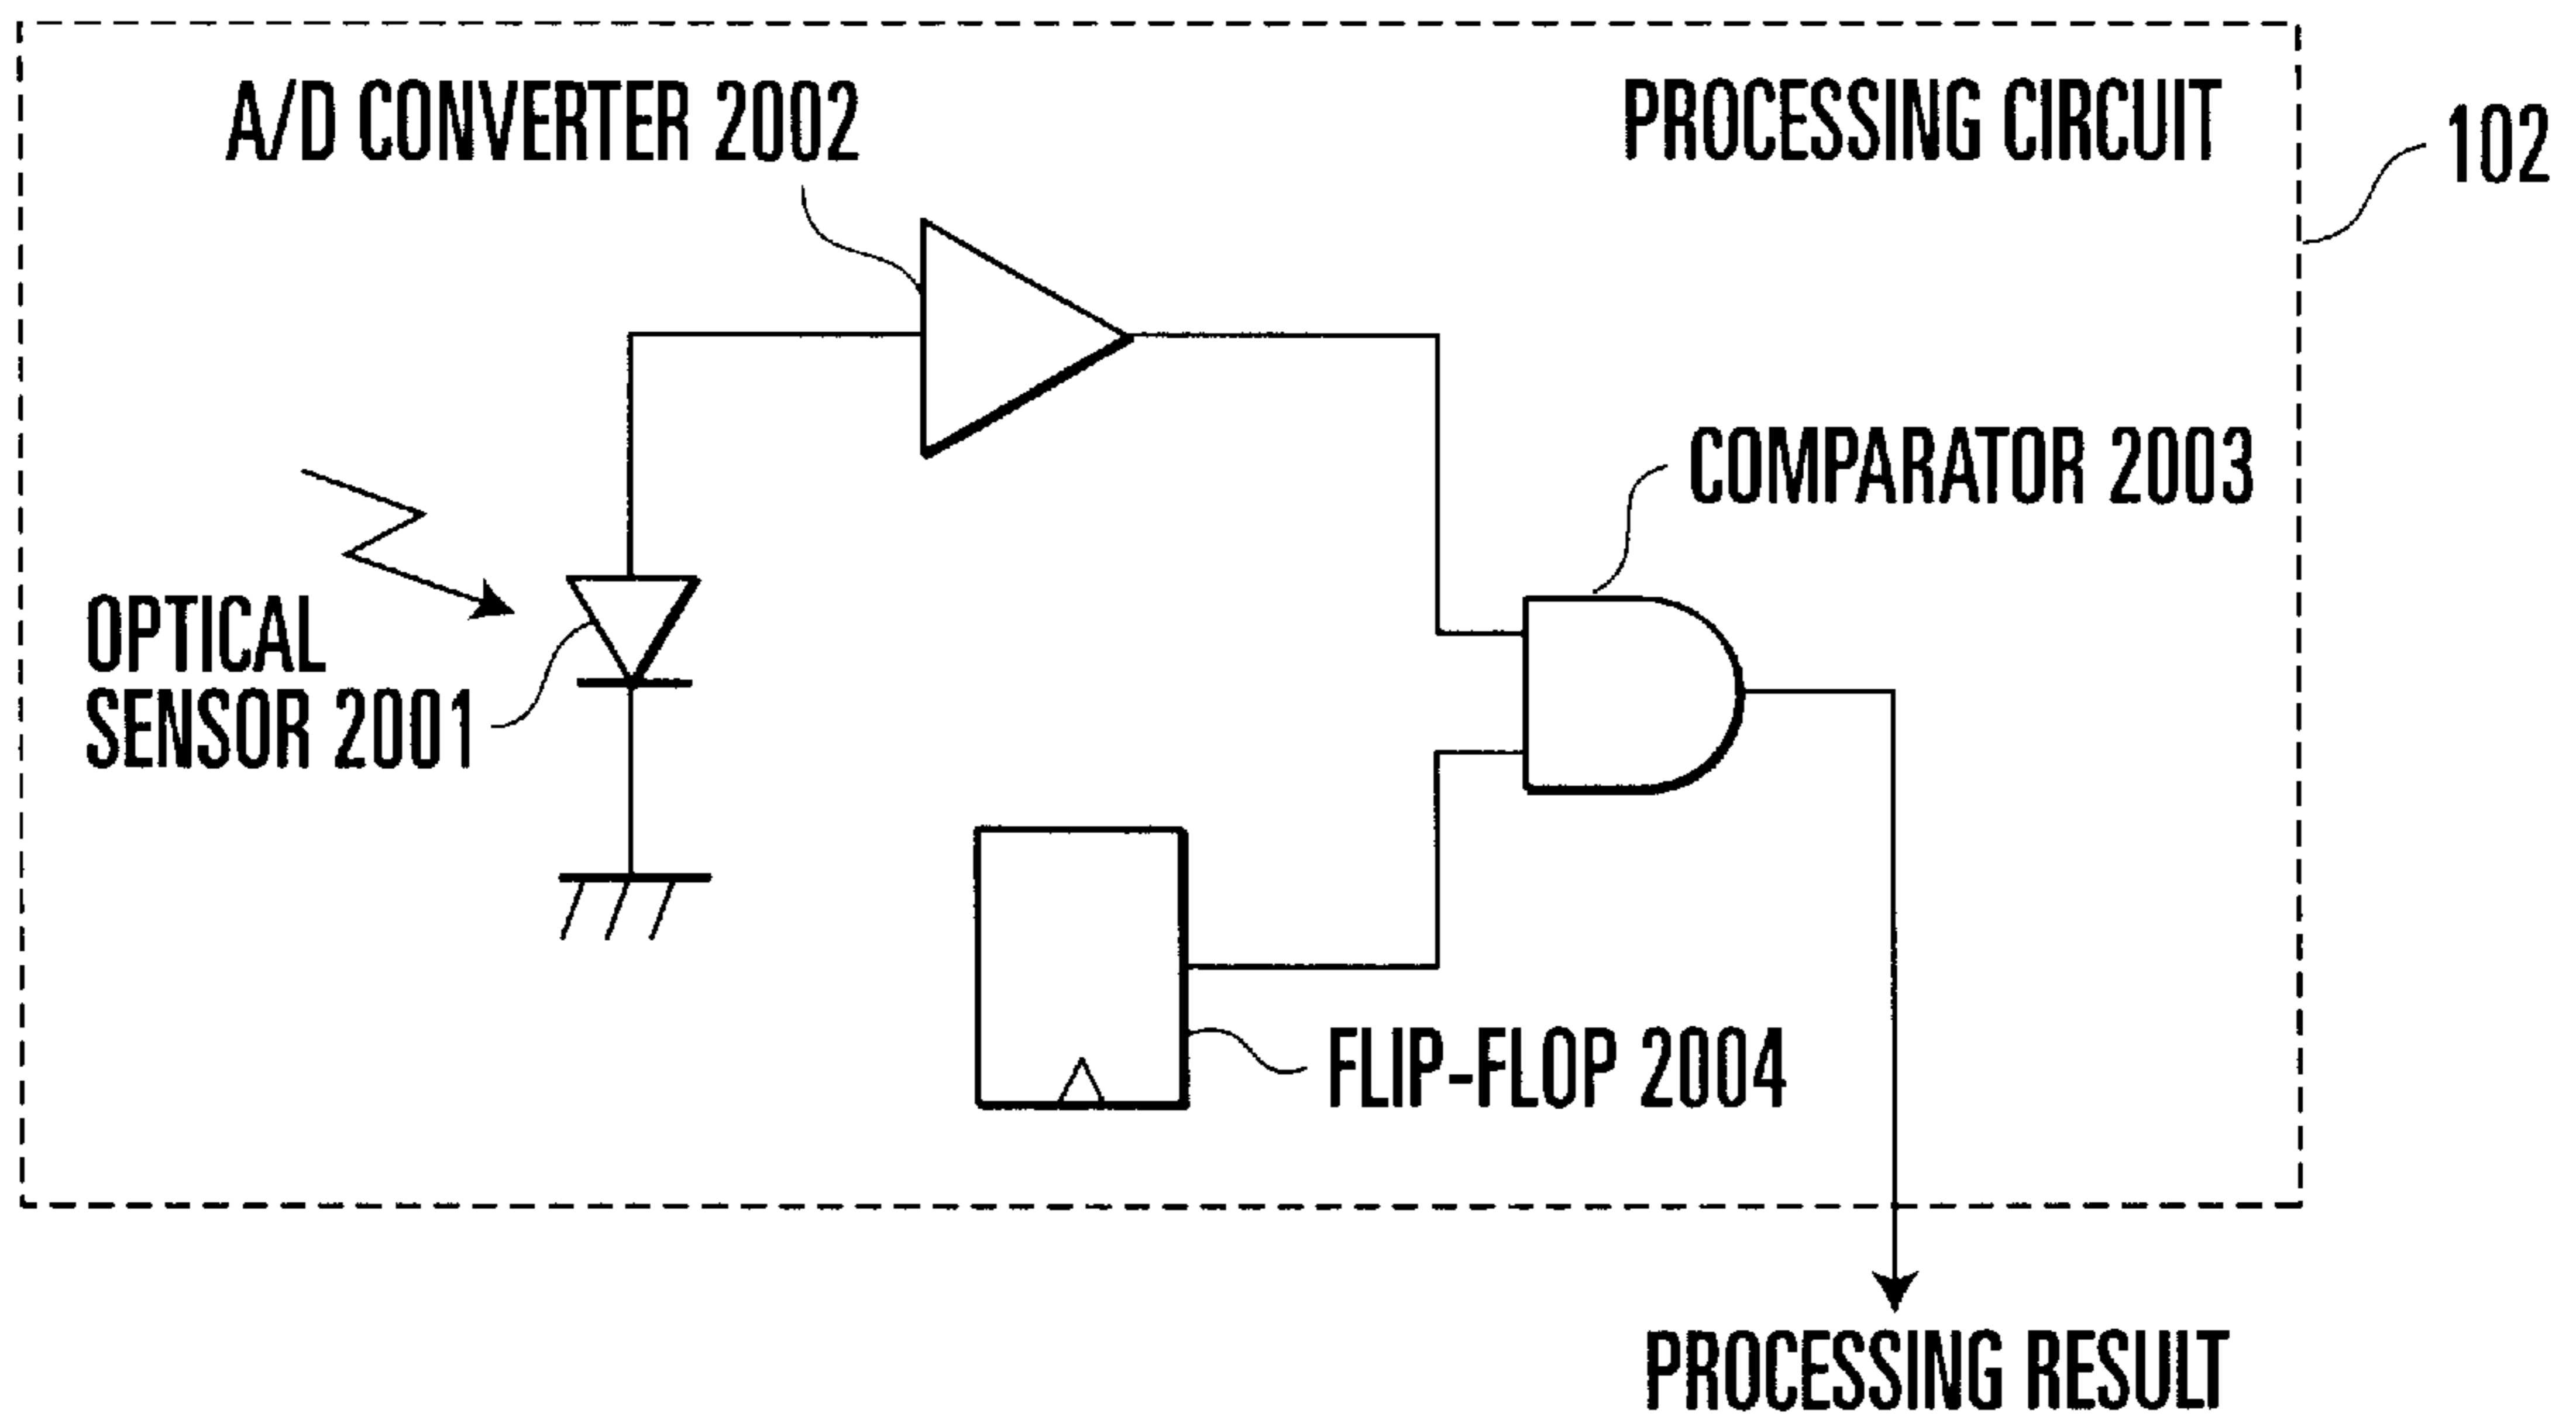 A/D CONVERTER 2002
PROCESSING CIRCUIT
102
COMPARATOR 2003
OPTICAL
SENSOR 2001
FLIP-FLOP 2004
PROCESSING RESULT